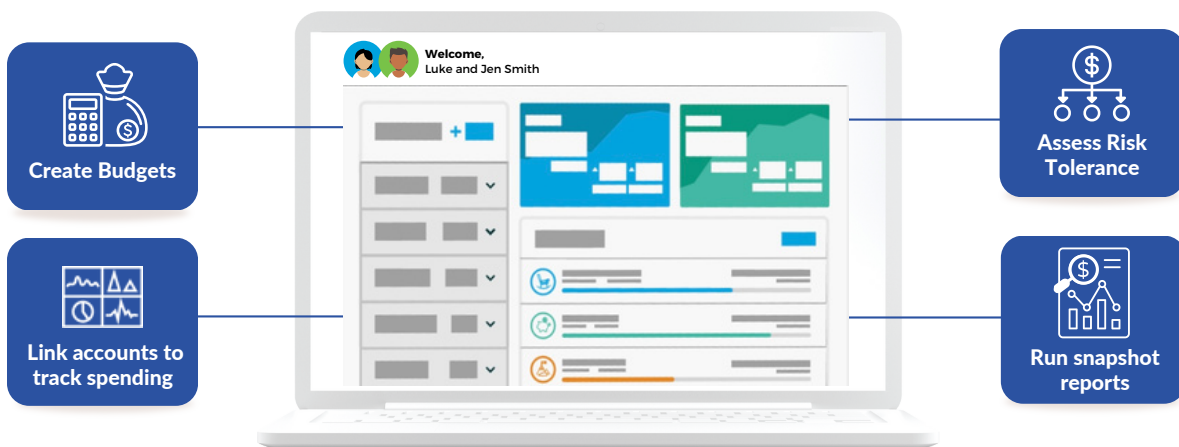 Welcome,
Luke and Jen Smith
Create Budgets
Assess Risk
Tolerance
Link accounts to
track spending
Run snapshot
reports